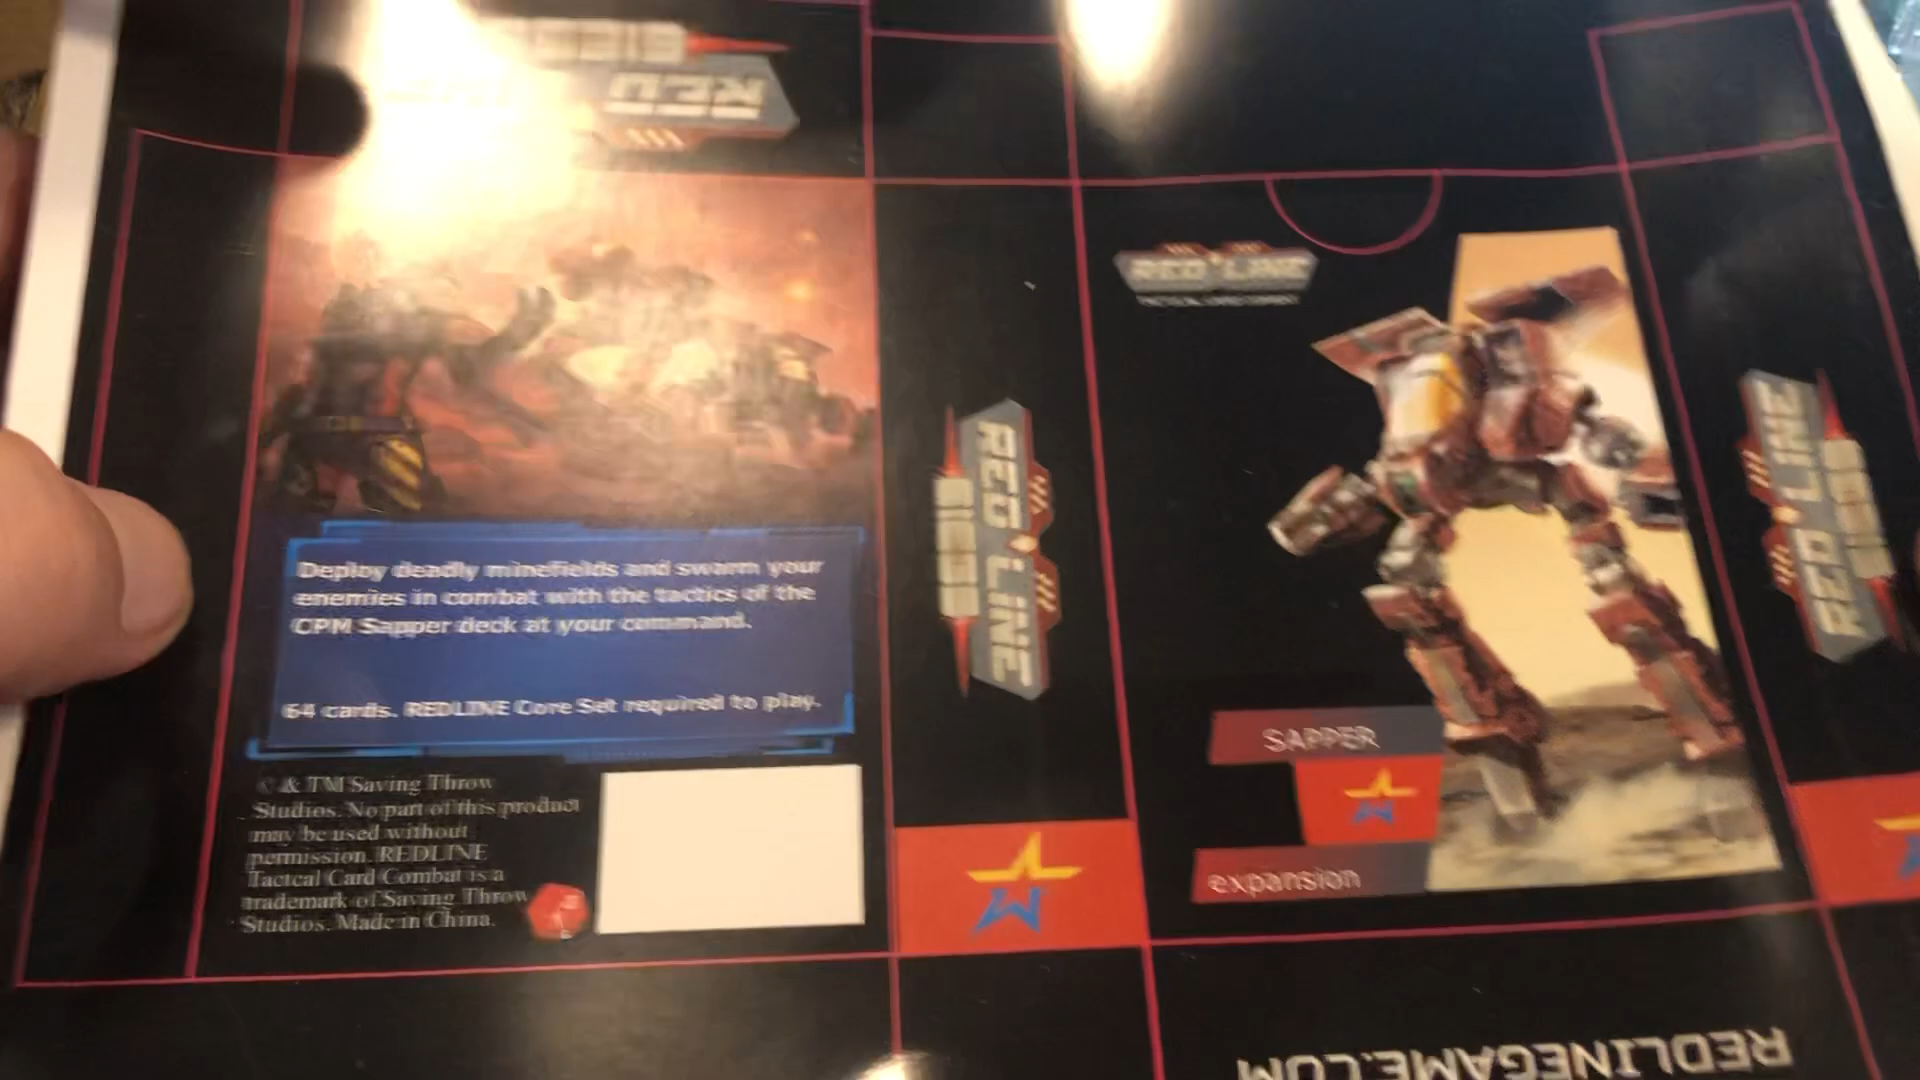 RED LINE
Deploy deadly minefields and swarm your
enemies in combat with the tactics of the
CPM Sapper deck at your command.
64 cards. REDLINE Core Set required to play.
© & TM Saving Throw
Studios. No part of this product
may be used without
permission. REDLINE
Tactcal Card Combat is a
trademark of Saving Throw
Studios. Made in China.
RED LINE
RED LINE
TACTICAL CARD COMBAT
SAPPER
expansion
RED LINE
REDLINEGAME.COM